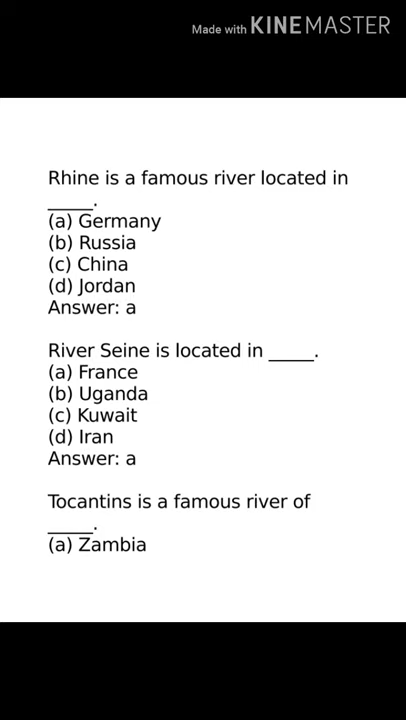 Made with KINEMASTER
Rhine is a famous river located in
_____.
(a) Germany
(b) Russia
(c) China
(d) Jordan
Answer: a
River Seine is located in _____.
(a) France
(b) Uganda
(c) Kuwait
(d) Iran
Answer: a
Tocantins is a famous river of
_____.
(a) Zambia